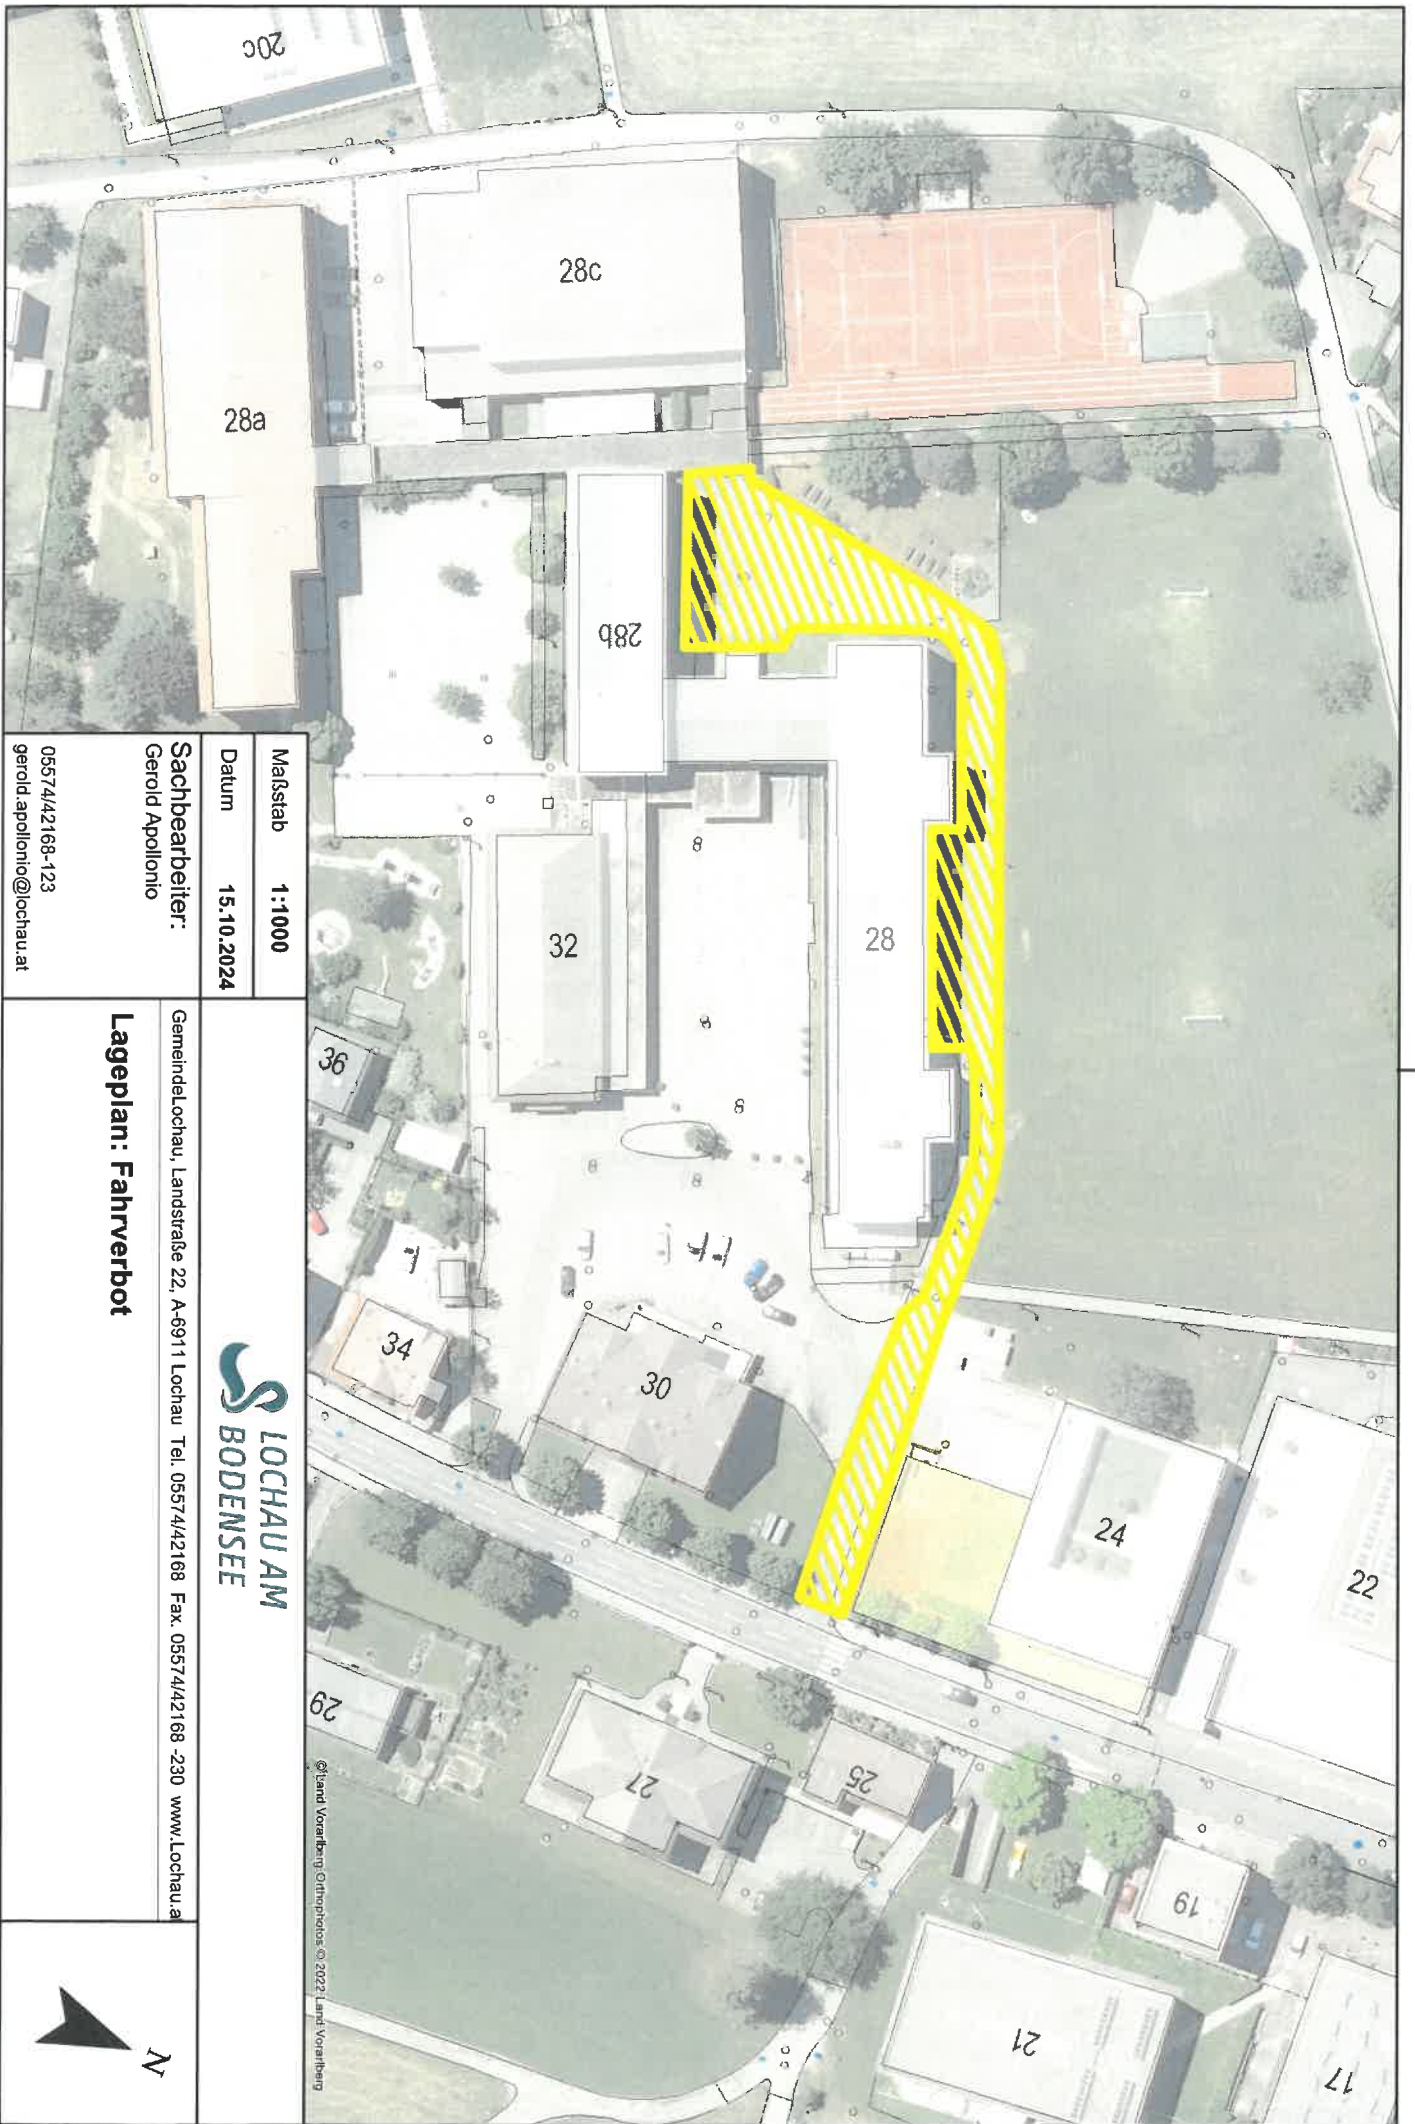 20c
28c
28a
28b
28
32
36
34
30
24
22
29
27
25
19
21
17
Maßstab 1:1000
Datum 15.10.2024
Sachbearbeiter:
Gerold Apollonio
05574/42168-123
gerold.apollonio@lochau.at
LOCHAU AM
BODENSEE
GemeindeLochau, Landstraße 22, A-6911 Lochau Tel. 05574/42168 Fax. 05574/42168 -230 www.Lochau.a
Lageplan: Fahrverbot
©Land Vorarlberg Orthophotos © 2022 Land Vorarlberg
N